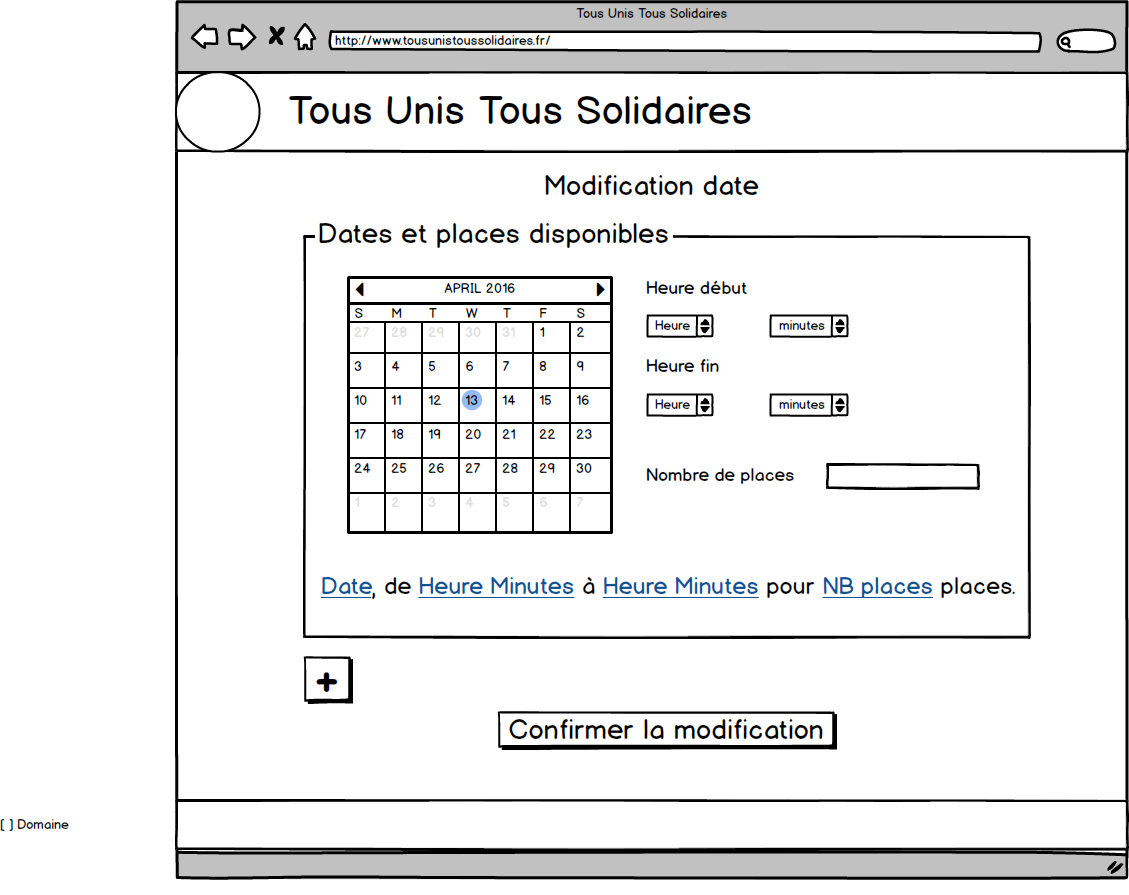 Tous Unis Tous Solidaires
http://www.tousunistoussolidaires.fr/
Tous Unis Tous Solidaires
Modification date
Dates et places disponibles
APRIL 2016
S M T W T F S
27 28 29 30 31 1 2
3 4 5 6 7 8 9
10 11 12 13 14 15 16
17 18 19 20 21 22 23
24 25 26 27 28 29 30
1 2 3 4 5 6 7
Heure début
Heure minutes
Heure fin
Heure minutes
Nombre de places
Date, de Heure Minutes à Heure Minutes pour NB places places.
+
Confirmer la modification
[ ] Domaine